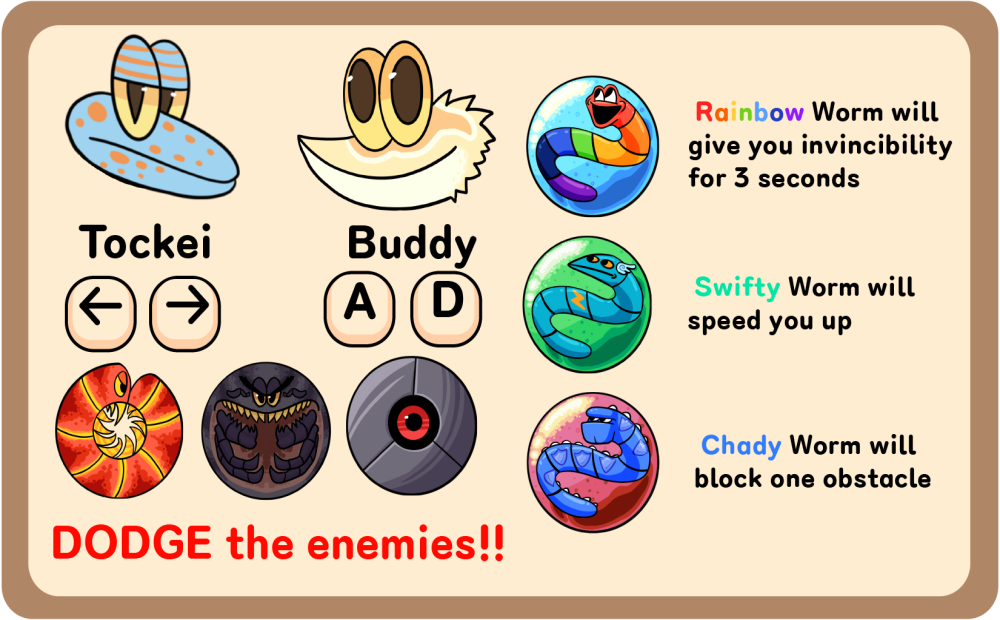 Tockei
Buddy
← →
A D
DODGE the enemies!!
Rainbow Worm will
give you invincibility
for 3 seconds
Swifty Worm will
speed you up
Chady Worm will
block one obstacle